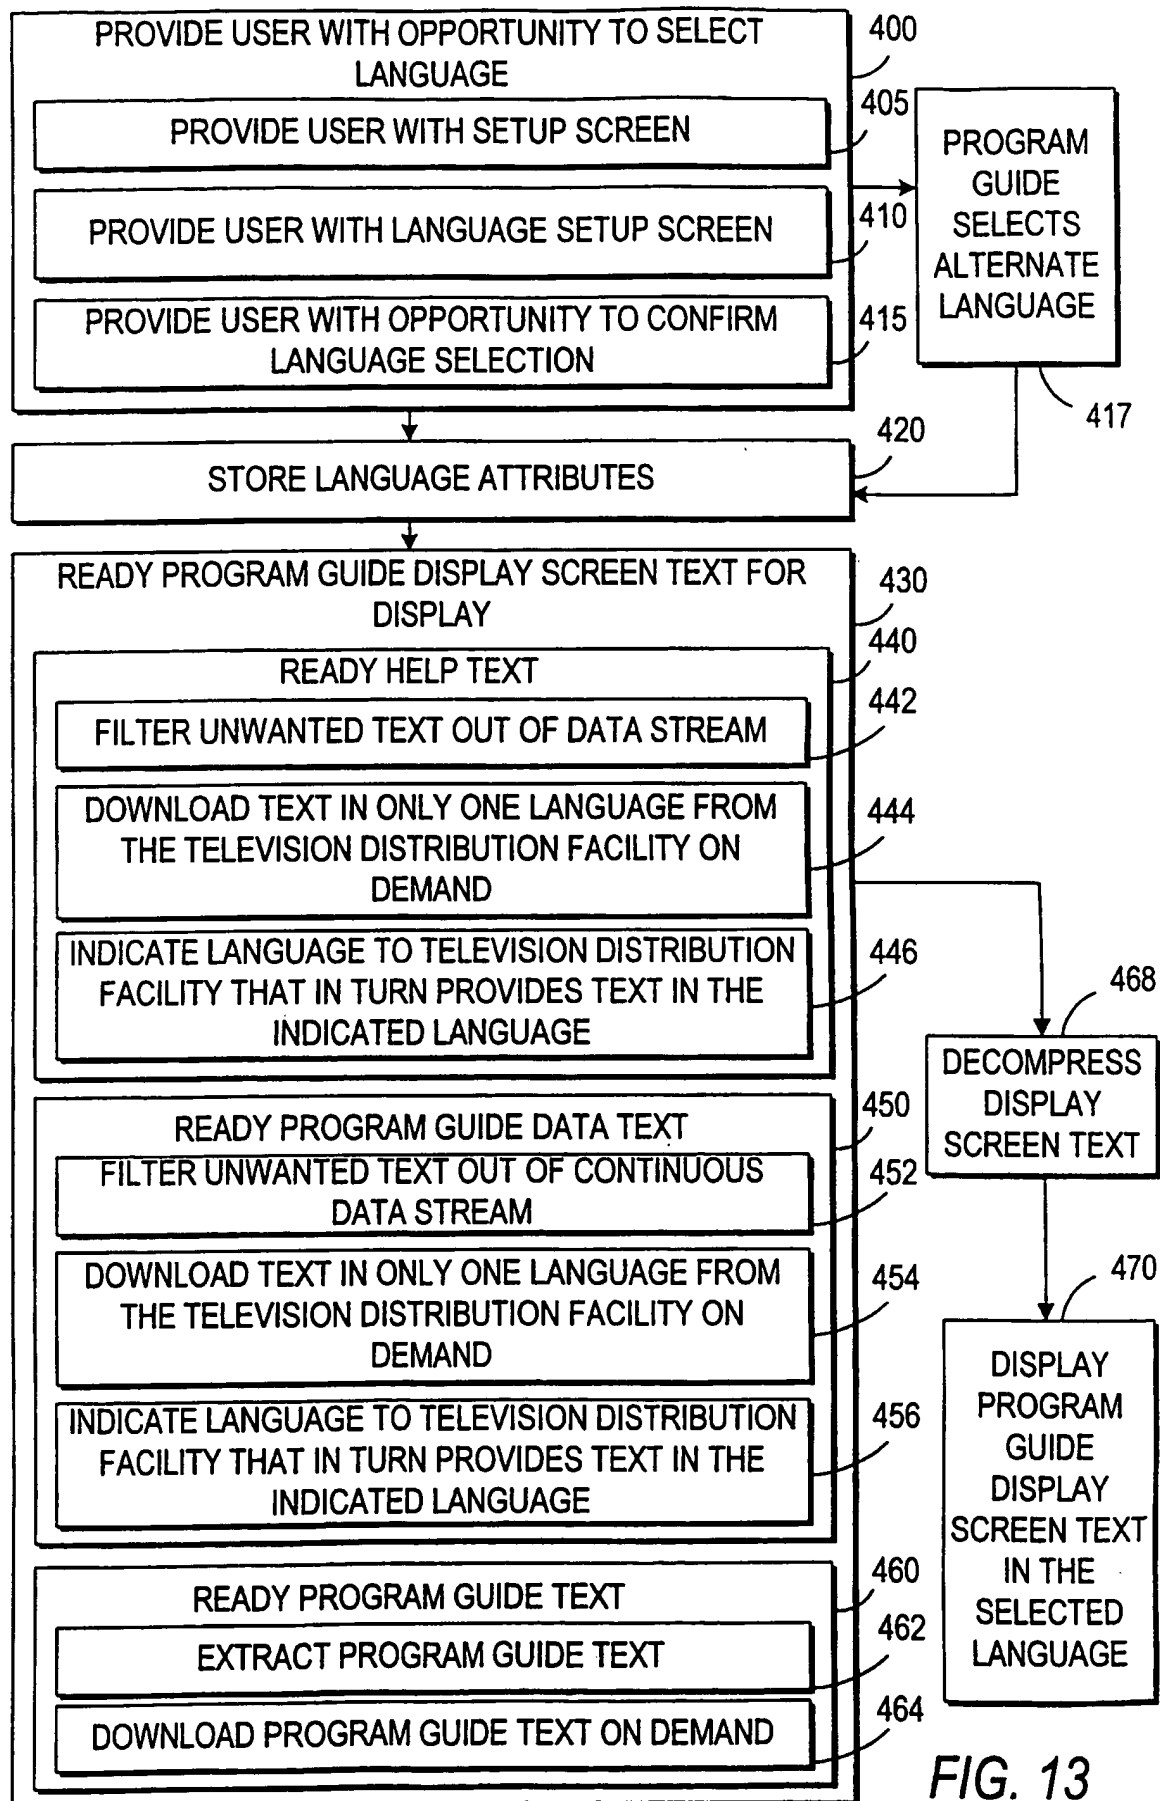 PROVIDE USER WITH OPPORTUNITY TO SELECT
LANGUAGE
400
PROVIDE USER WITH SETUP SCREEN
405
PROVIDE USER WITH LANGUAGE SETUP SCREEN
410
PROVIDE USER WITH OPPORTUNITY TO CONFIRM
LANGUAGE SELECTION
415
PROGRAM
GUIDE
SELECTS
ALTERNATE
LANGUAGE
417
STORE LANGUAGE ATTRIBUTES
420
READY PROGRAM GUIDE DISPLAY SCREEN TEXT FOR
DISPLAY
430
READY HELP TEXT
440
FILTER UNWANTED TEXT OUT OF DATA STREAM
442
DOWNLOAD TEXT IN ONLY ONE LANGUAGE FROM
THE TELEVISION DISTRIBUTION FACILITY ON
DEMAND
444
INDICATE LANGUAGE TO TELEVISION DISTRIBUTION
FACILITY THAT IN TURN PROVIDES TEXT IN THE
INDICATED LANGUAGE
446
READY PROGRAM GUIDE DATA TEXT
450
FILTER UNWANTED TEXT OUT OF CONTINUOUS
DATA STREAM
452
DOWNLOAD TEXT IN ONLY ONE LANGUAGE FROM
THE TELEVISION DISTRIBUTION FACILITY ON
DEMAND
454
INDICATE LANGUAGE TO TELEVISION DISTRIBUTION
FACILITY THAT IN TURN PROVIDES TEXT IN THE
INDICATED LANGUAGE
456
READY PROGRAM GUIDE TEXT
460
EXTRACT PROGRAM GUIDE TEXT
462
DOWNLOAD PROGRAM GUIDE TEXT ON DEMAND
464
468
DECOMPRESS
DISPLAY
SCREEN TEXT
470
DISPLAY
PROGRAM
GUIDE
DISPLAY
SCREEN TEXT
IN THE
SELECTED
LANGUAGE
FIG. 13